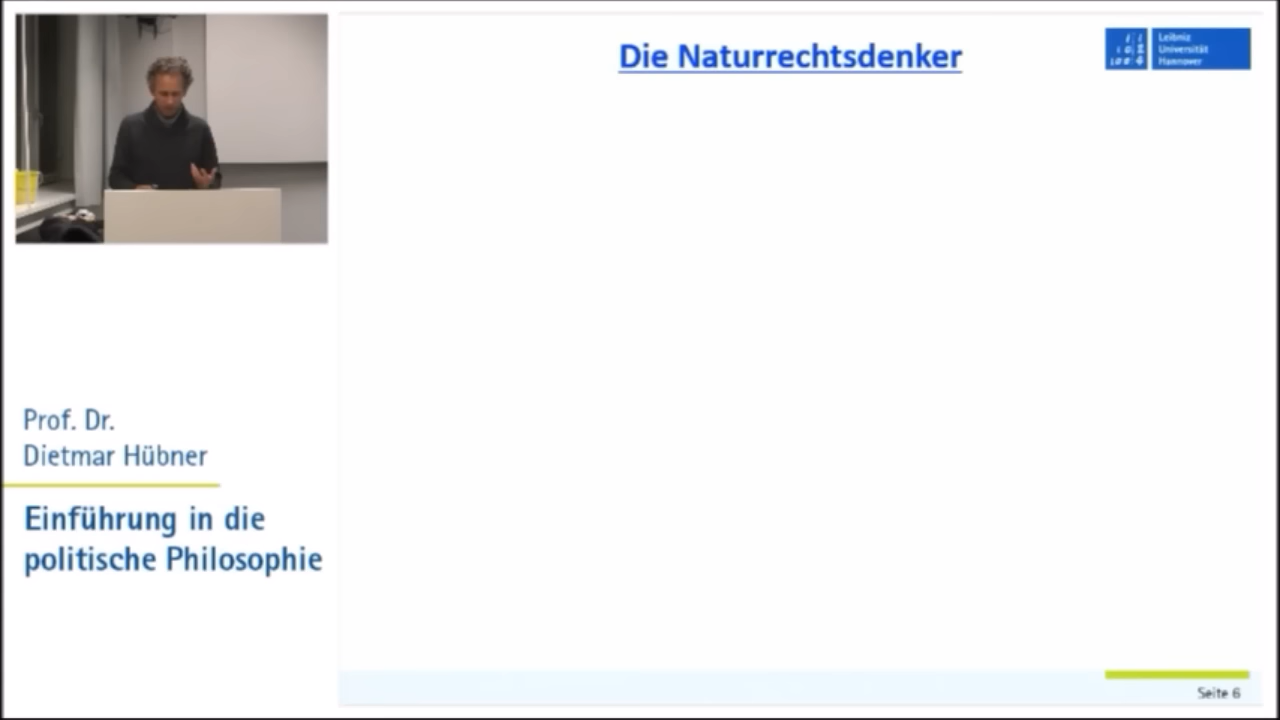 Die Naturrechtsdenker
Leibniz
Universität
Hannover
Prof. Dr.
Dietmar Hübner
Einführung in die
politische Philosophie
Seite 6